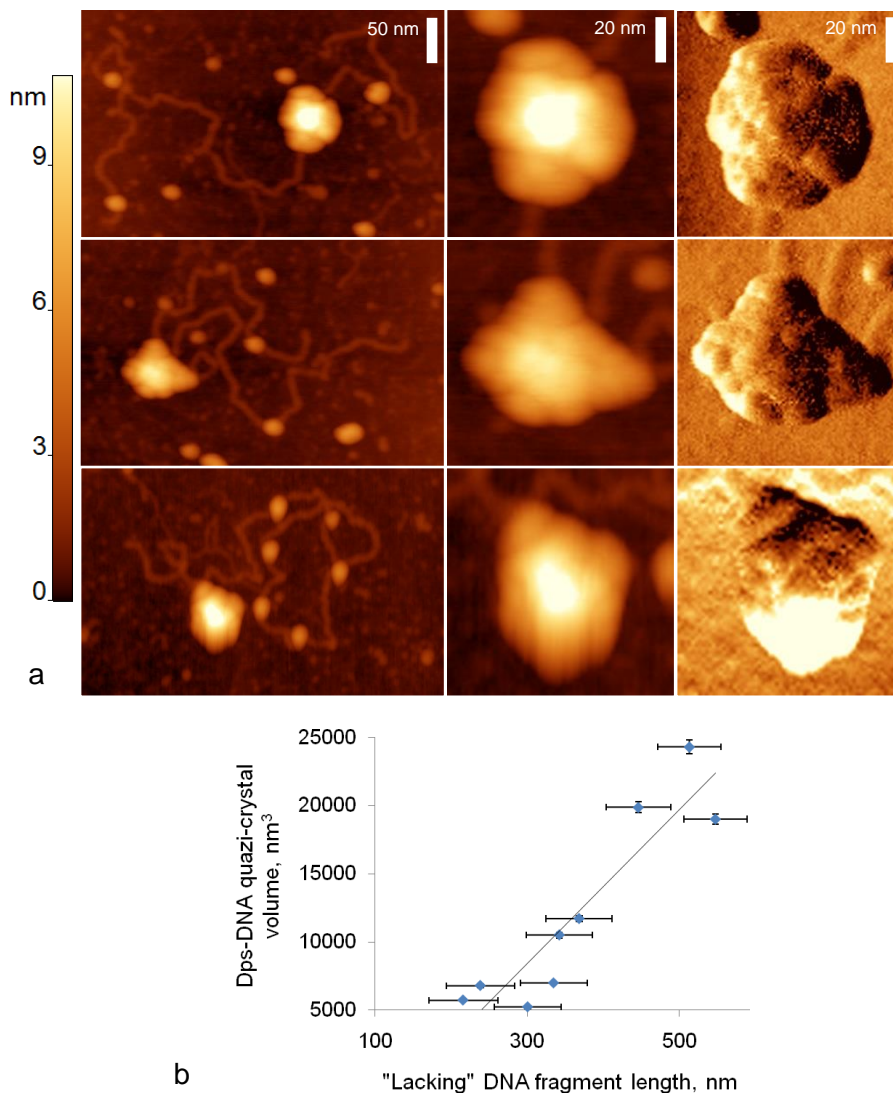 50 nm
20 nm
20 nm
nm
9
6
3
0
a
25000
20000
15000
10000
5000
Dps-DNA quazi-crystal
volume, nm³
100
300
500
"Lacking" DNA fragment length, nm
b